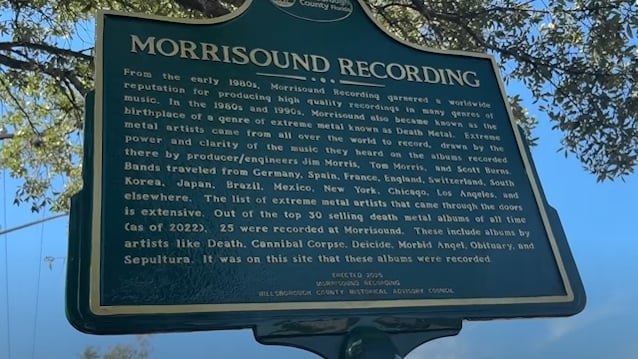 County Florida
MORRISOUND RECORDING
From the early 1980s, Morrisound Recording garnered a worldwide
reputation for producing high quality recordings in many genres of
music. In the 1980s and 1990s, Morrisound also became known as the
birthplace of a genre of extreme metal known as Death Metal. Extreme
metal artists came from all over the world to record, drawn by the
power and clarity of the music they heard on the albums recorded
there by producer/engineers Jim Morris, Tom Morris, and Scott Burns.
Bands traveled from Germany, Spain, France, England, Switzerland, South
Korea, Japan, Brazil, Mexico, New York, Chicago, Los Angeles, and
elsewhere. The list of extreme metal artists that came through the doors
is extensive. Out of the top 30 selling death metal albums of all time
(as of 2022), 25 were recorded at Morrisound. These include albums by
artists like Death, Cannibal Corpse, Deicide, Morbid Angel, Obituary, and
Sepultura. It was on this site that these albums were recorded.
ERECTED 2025
MORRISOUND RECORDING
HILLSBOROUGH COUNTY HISTORICAL ADVISORY COUNCIL